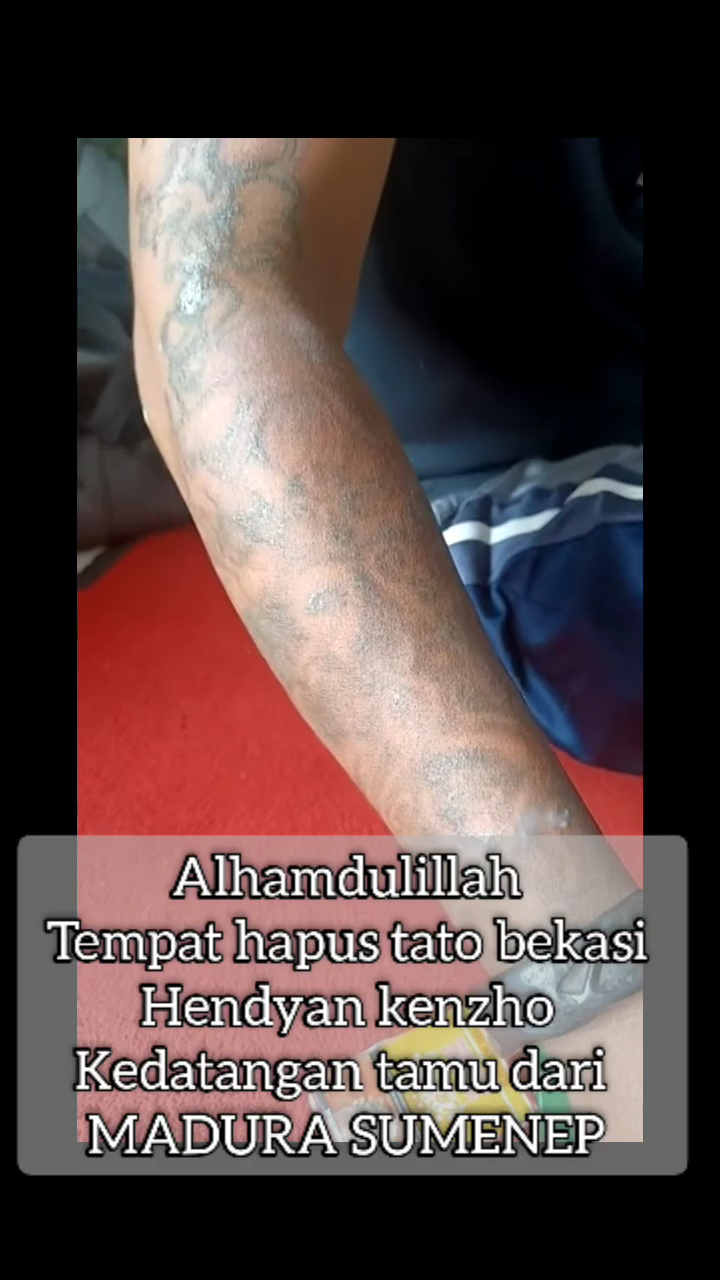 Alhamdulillah
Tempat hapus tato bekasi
Hendyan kenzho
Kedatangan tamu dari
MADURA SUMENEP